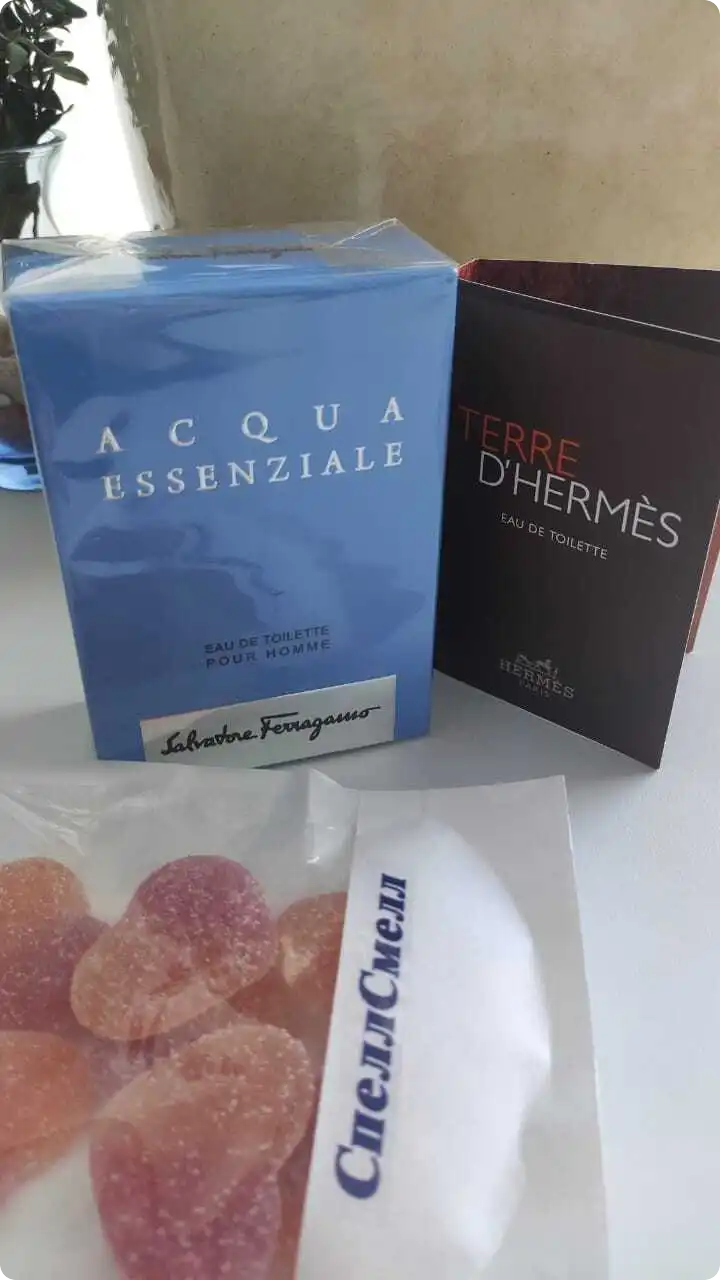 ACQUA
ESSENZIALE
EAU DE TOILETTE
POUR HOMME
Salvatore Ferragamo
TERRE
D'HERMÈS
EAU DE TOILETTE
HERMÈS
PARIS
СпеллСмелл